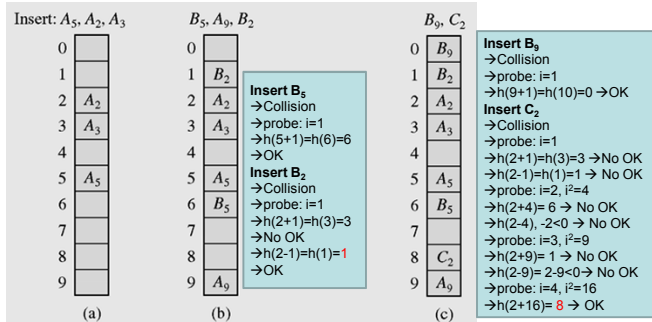 Insert: A5, A2, A3
0
1
2 A2
3 A3
4
5 A5
6
7
8
9
(a)
B5, A9, B2
0
1 B2
2 A2
3 A3
4
5 A5
6 B5
7
8
9 A9
(b)
Insert B5
→Collision
→probe: i=1
→h(5+1)=h(6)=6
→OK
Insert B2
→Collision
→probe: i=1
→h(2+1)=h(3)=3
→No OK
→h(2-1)=h(1)=1
→OK
B9, C2
0 B9
1 B2
2 A2
3 A3
4
5 A5
6 B5
7
8 C2
9 A9
(c)
Insert B9
→Collision
→probe: i=1
→h(9+1)=h(10)=0 →OK
Insert C2
→Collision
→probe: i=1
→h(2+1)=h(3)=3 →No OK
→h(2-1)=h(1)=1 → No OK
→probe: i=2, i²=4
→h(2+4)= 6 → No OK
→h(2-4), -2<0 → No OK
→probe: i=3, i²=9
→h(2+9)= 1 → No OK
→h(2-9)= 2-9<0→ No OK
→probe: i=4, i²=16
→h(2+16)= 8 → OK